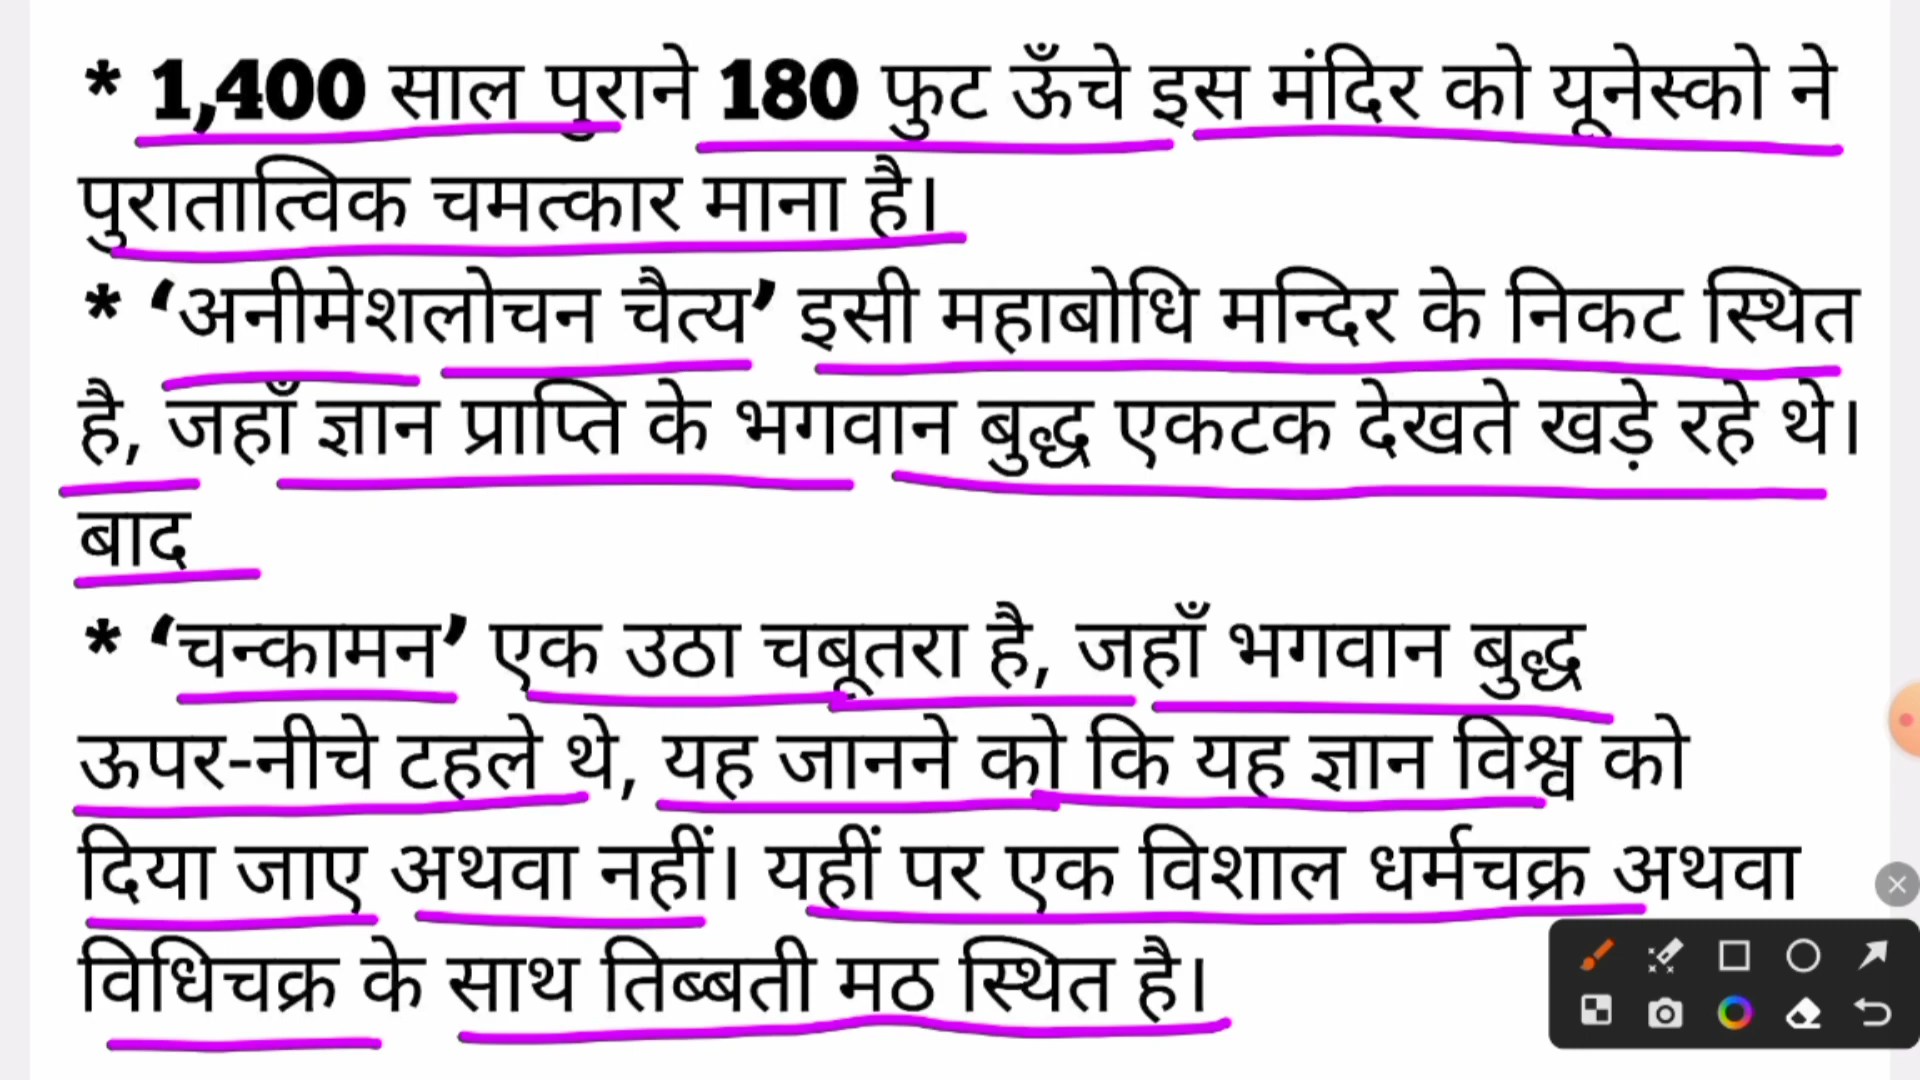 * 1,400 साल पुराने 180 फुट ऊँचे इस मंदिर को यूनेस्को ने
पुरातात्विक चमत्कार माना है।
* ‘अनीमेशलोचन चैत्य’ इसी महाबोधि मन्दिर के निकट स्थित
है, जहाँ ज्ञान प्राप्ति के भगवान बुद्ध एकटक देखते खड़े रहे थे।
बाद
* ‘चन्कामन’ एक उठा चबूतरा है, जहाँ भगवान बुद्ध
ऊपर-नीचे टहले थे, यह जानने को कि यह ज्ञान विश्व को
दिया जाए अथवा नहीं। यहीं पर एक विशाल धर्मचक्र अथवा
विधिचक्र के साथ तिब्बती मठ स्थित है।